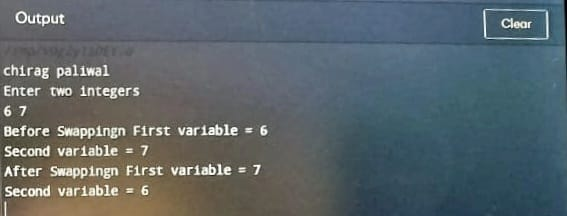 Output
Clear
chirag paliwal
Enter two integers
6 7
Before Swappingn First variable = 6
Second variable = 7
After Swappingn First variable = 7
Second variable = 6